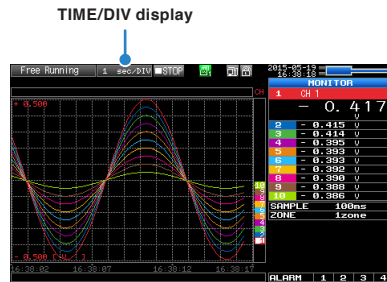 TIME/DIV display
Free Running 1 sec/DIV ■STOP 2015-05-19 16:38:18
MONITOR
CH
1 CH 1
+ 0.500
- 0.417 V
2 - 0.415 V
3 - 0.414 V
4 - 0.395 V
5 - 0.393 V
6 - 0.393 V
7 - 0.392 V
8 - 0.390 V
9 - 0.388 V
10 - 0.386 V
SAMPLE 100ms
ZONE 1zone
- 0.500 [ V ]
16:38:02 16:38:07 16:38:12 16:38:17
ALARM 1 2 3 4